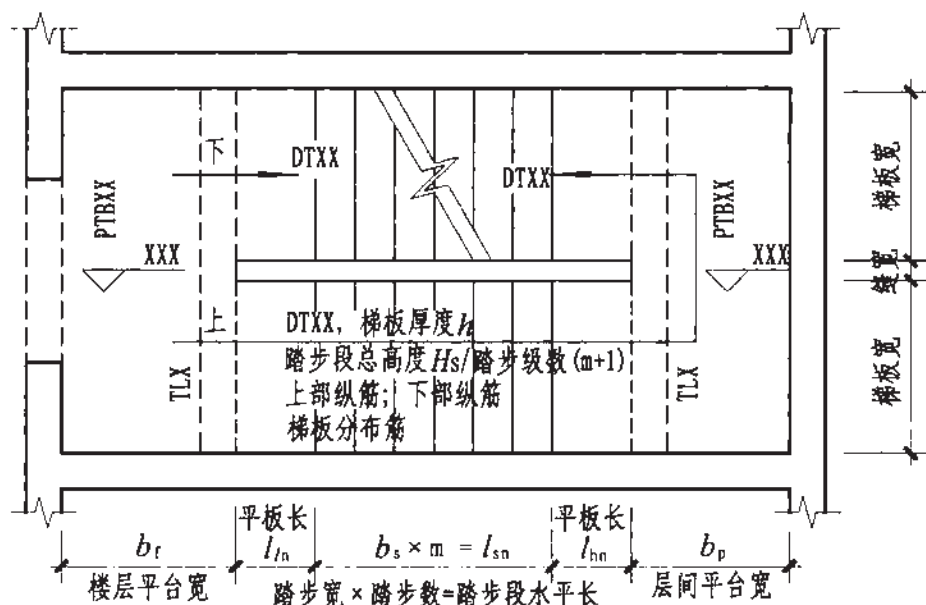 下
DTXX
DTXX
PTBXX
XXX
PTBXX
XXX
梯板宽
缝宽
梯板宽
上
DTXX, 梯板厚度h
踏步段总高度Hs/踏步级数(m+1)
上部纵筋; 下部纵筋
梯板分布筋
TLX
TLX
平板长
平板长
bf
lln
bs × m = lsn
lhn
bp
楼层平台宽
踏步宽×踏步数=踏步段水平长
层间平台宽